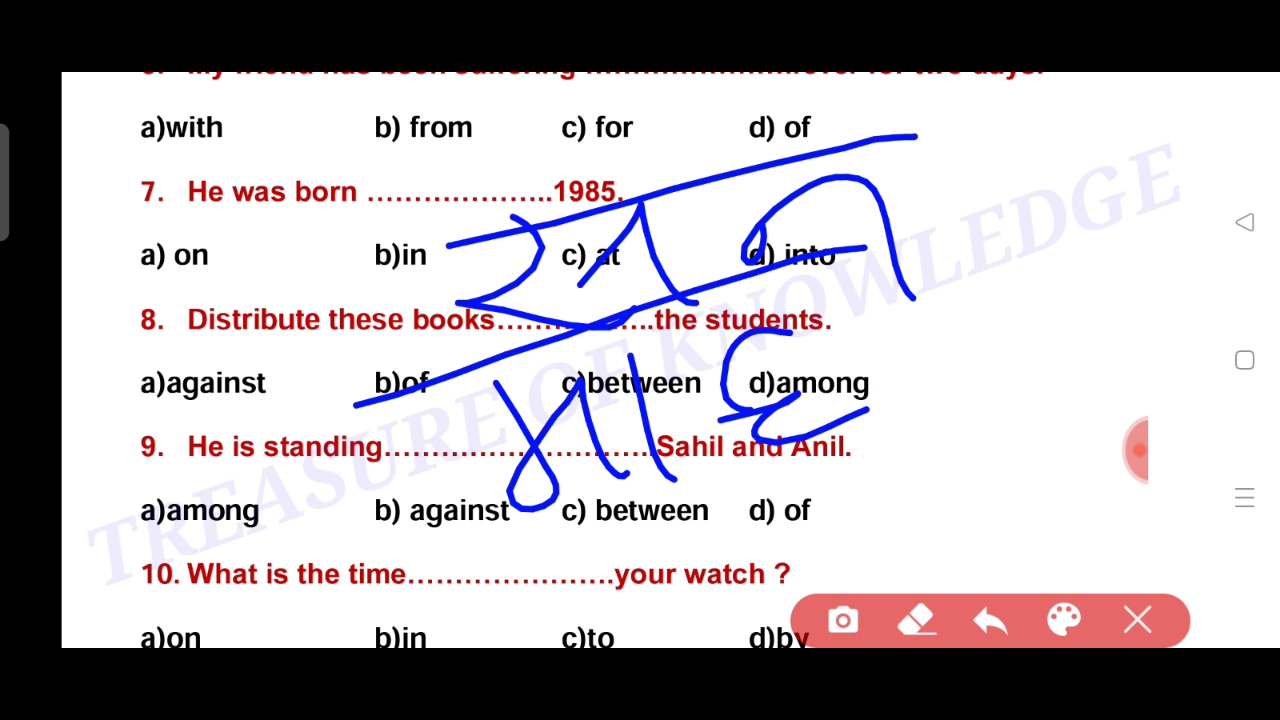 a)with b) from c) for d) of
7. He was born ………………..1985.
a) on b)in c) at d) into
8. Distribute these books……………..the students.
a)against b)of c)between d)among
9. He is standing……………………….Sahil and Anil.
a)among b) against c) between d) of
10. What is the time………………….your watch ?
a)on b)in c)to d)by
TREASURE OF KNOWLEDGE